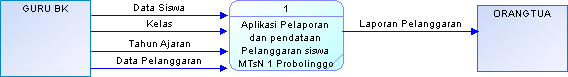 GURU BK
Data Siswa
Kelas
Tahun Ajaran
Data Pelanggaran
1
Aplikasi Pelaporan
dan pendataan
Pelanggaran siswa
MTsN 1 Probolinggo
Laporan Pelanggaran
ORANGTUA